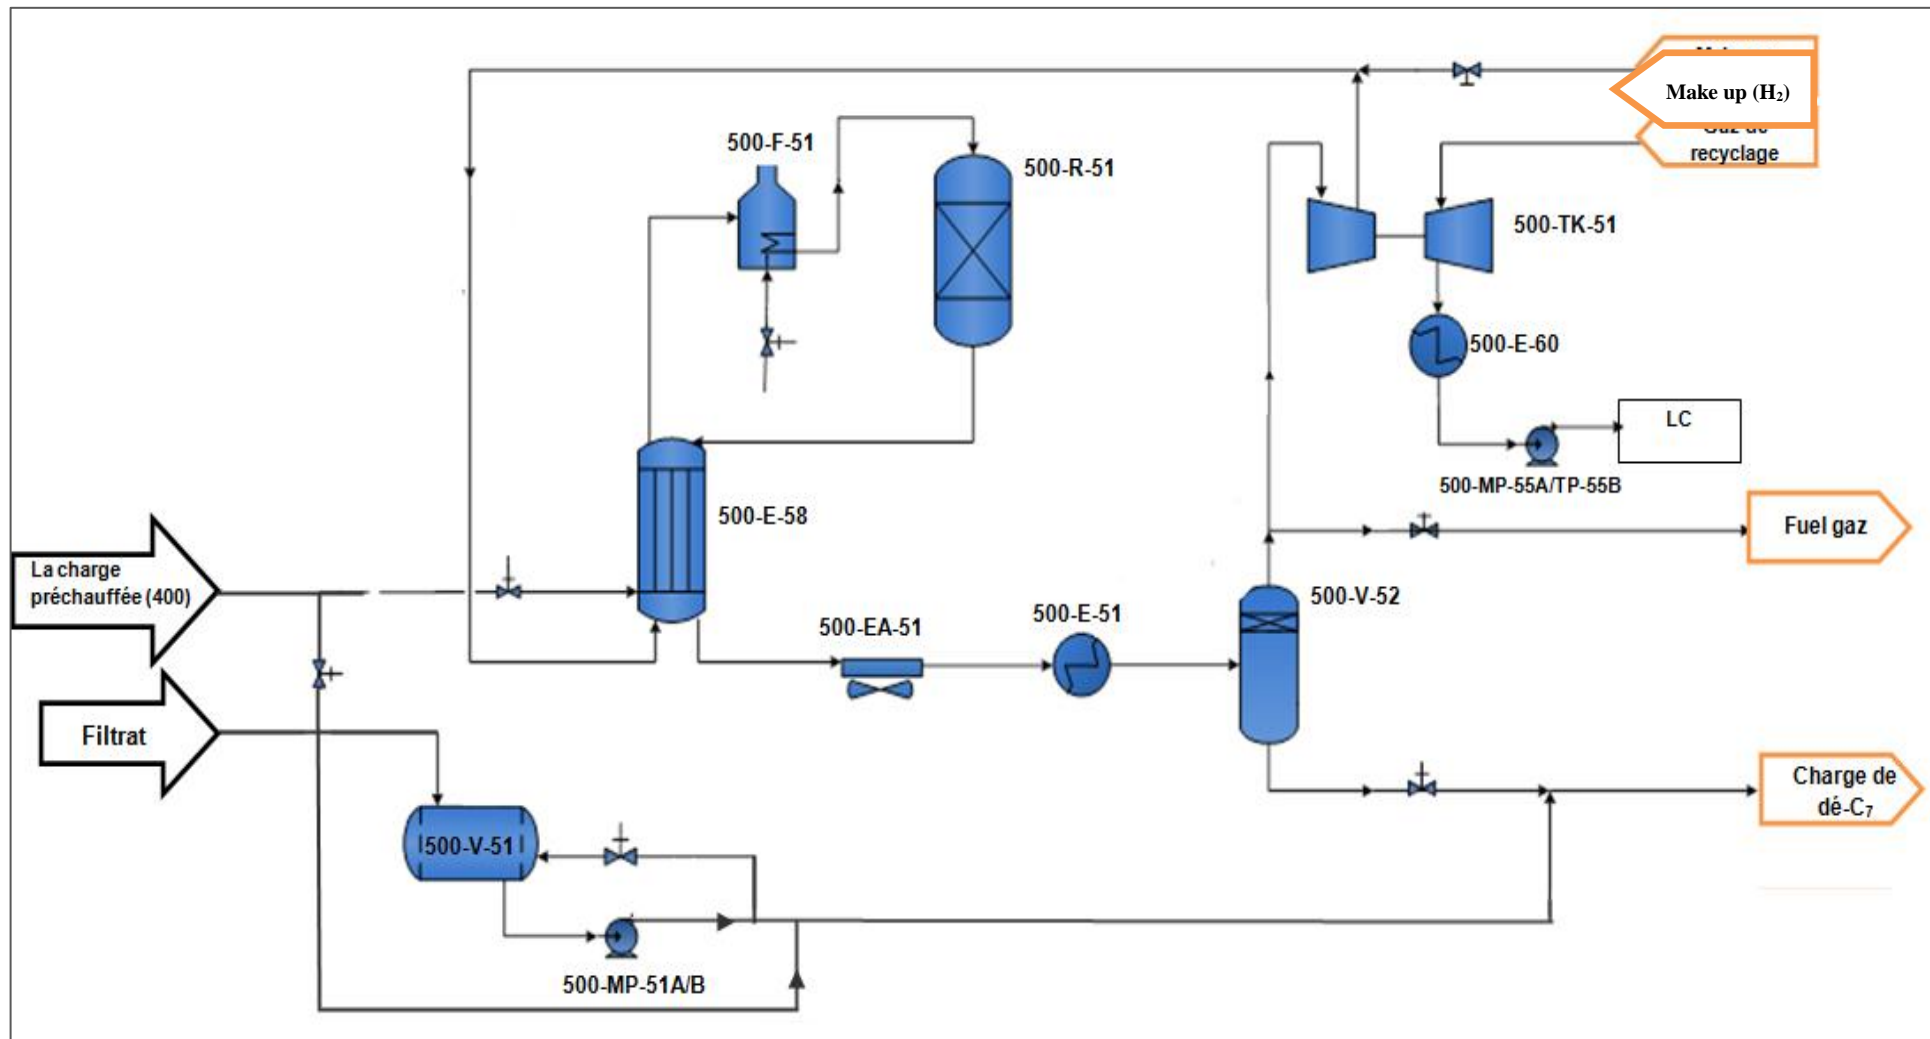 Make up (H₂)
recyclage
500-F-51
500-R-51
500-TK-51
500-E-60
LC
500-MP-55A/TP-55B
500-E-58
Fuel gaz
La charge
préchauffée (400)
500-EA-51
500-E-51
500-V-52
Filtrat
Charge de
dé-C₇
500-V-51
500-MP-51A/B